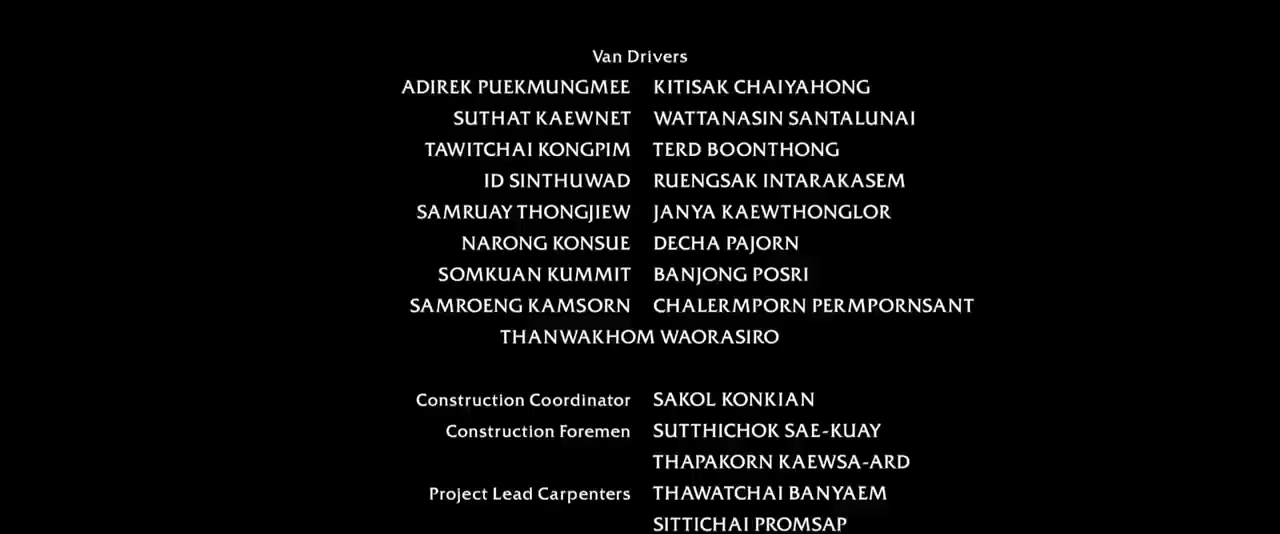 Van Drivers
ADIREK PUEKMUNGMEE KITISAK CHAIYAHONG
SUTHAT KAEWNET WATTANASIN SANTALUNAI
TAWITCHAI KONGPIM TERD BOONTHONG
ID SINTHUWAD RUENGSAK INTARAKASEM
SAMRUAY THONGJIEW JANYA KAEWTHONGLOR
NARONG KONSUE DECHA PAJORN
SOMKUAN KUMMIT BANJONG POSRI
SAMROENG KAMSORN CHALERMPORN PERMPORNSANT
THANWAKHOM WAORASIRO
Construction Coordinator SAKOL KONKIAN
Construction Foremen SUTTHICHOK SAE-KUAY
THAPAKORN KAEWSA-ARD
Project Lead Carpenters THAWATCHAI BANYAEM
SITTICHAI PROMSAP